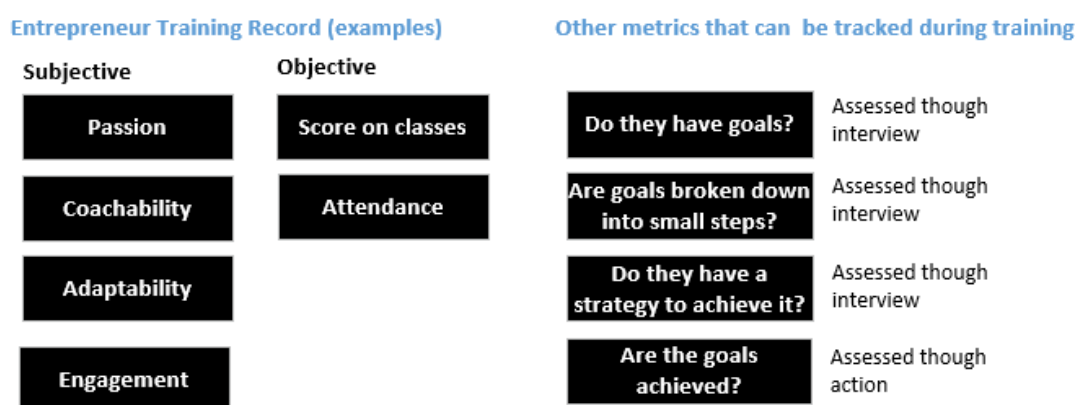 Entrepreneur Training Record (examples)
Subjective
Objective
Passion
Score on classes
Coachability
Attendance
Adaptability
Engagement
Other metrics that can be tracked during training
Do they have goals?
Assessed though
interview
Are goals broken down
into small steps?
Assessed though
interview
Do they have a
strategy to achieve it?
Assessed though
interview
Are the goals
achieved?
Assessed though
action